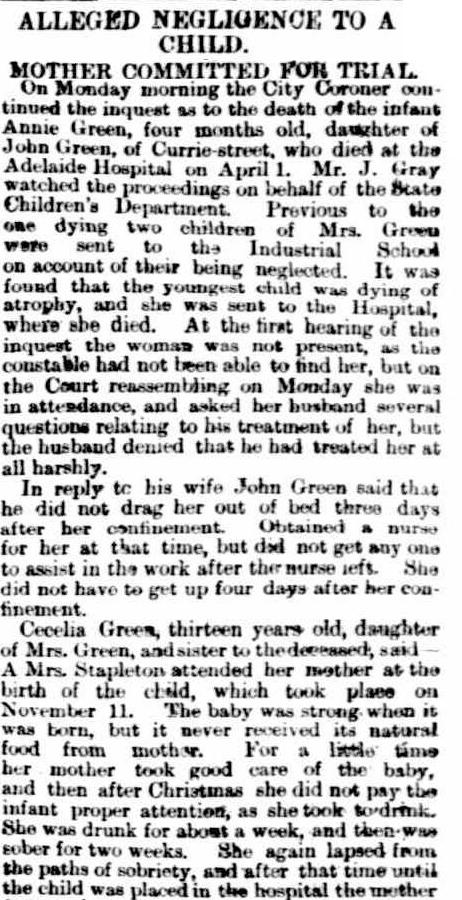 ALLEGED NEGLIGENCE TO A
CHILD.
MOTHER COMMITTED FOR TRIAL.
On Monday morning the City Coroner con-
tinued the inquest as to the death of the infant
Annie Green, four months old, daughter of
John Green, of Currie-street, who died at the
Adelaide Hospital on April 1. Mr. J. Gray
watched the proceedings on behalf of the State
Children's Department. Previous to the
one dying two children of Mrs. Green
were sent to the Industrial School
on account of their being neglected. It was
found that the youngest child was dying of
atrophy, and she was sent to the Hospital,
where she died. At the first hearing of the
inquest the woman was not present, as the
constable had not been able to find her, but on
the Court reassembling on Monday she was
in attendance, and asked her husband several
questions relating to his treatment of her, but
the husband denied that he had treated her at
all harshly.
In reply to his wife John Green said that
he did not drag her out of bed three days
after her confinement. Obtained a nurse
for her at that time, but did not get any one
to assist in the work after the nurse left. She
did not have to get up four days after her con-
finement.
Cecelia Green, thirteen years old, daughter
of Mrs. Green, and sister to the deceased, said—
A Mrs. Stapleton attended her mother at the
birth of the child, which took place on
November 11. The baby was strong when it
was born, but it never received its natural
food from mother. For a little time
her mother took good care of the baby,
and then after Christmas she did not pay the
infant proper attention, as she took to drink.
She was drunk for about a week, and then was
sober for two weeks. She again lapsed from
the paths of sobriety, and after that time until
the child was placed in the hospital the mother